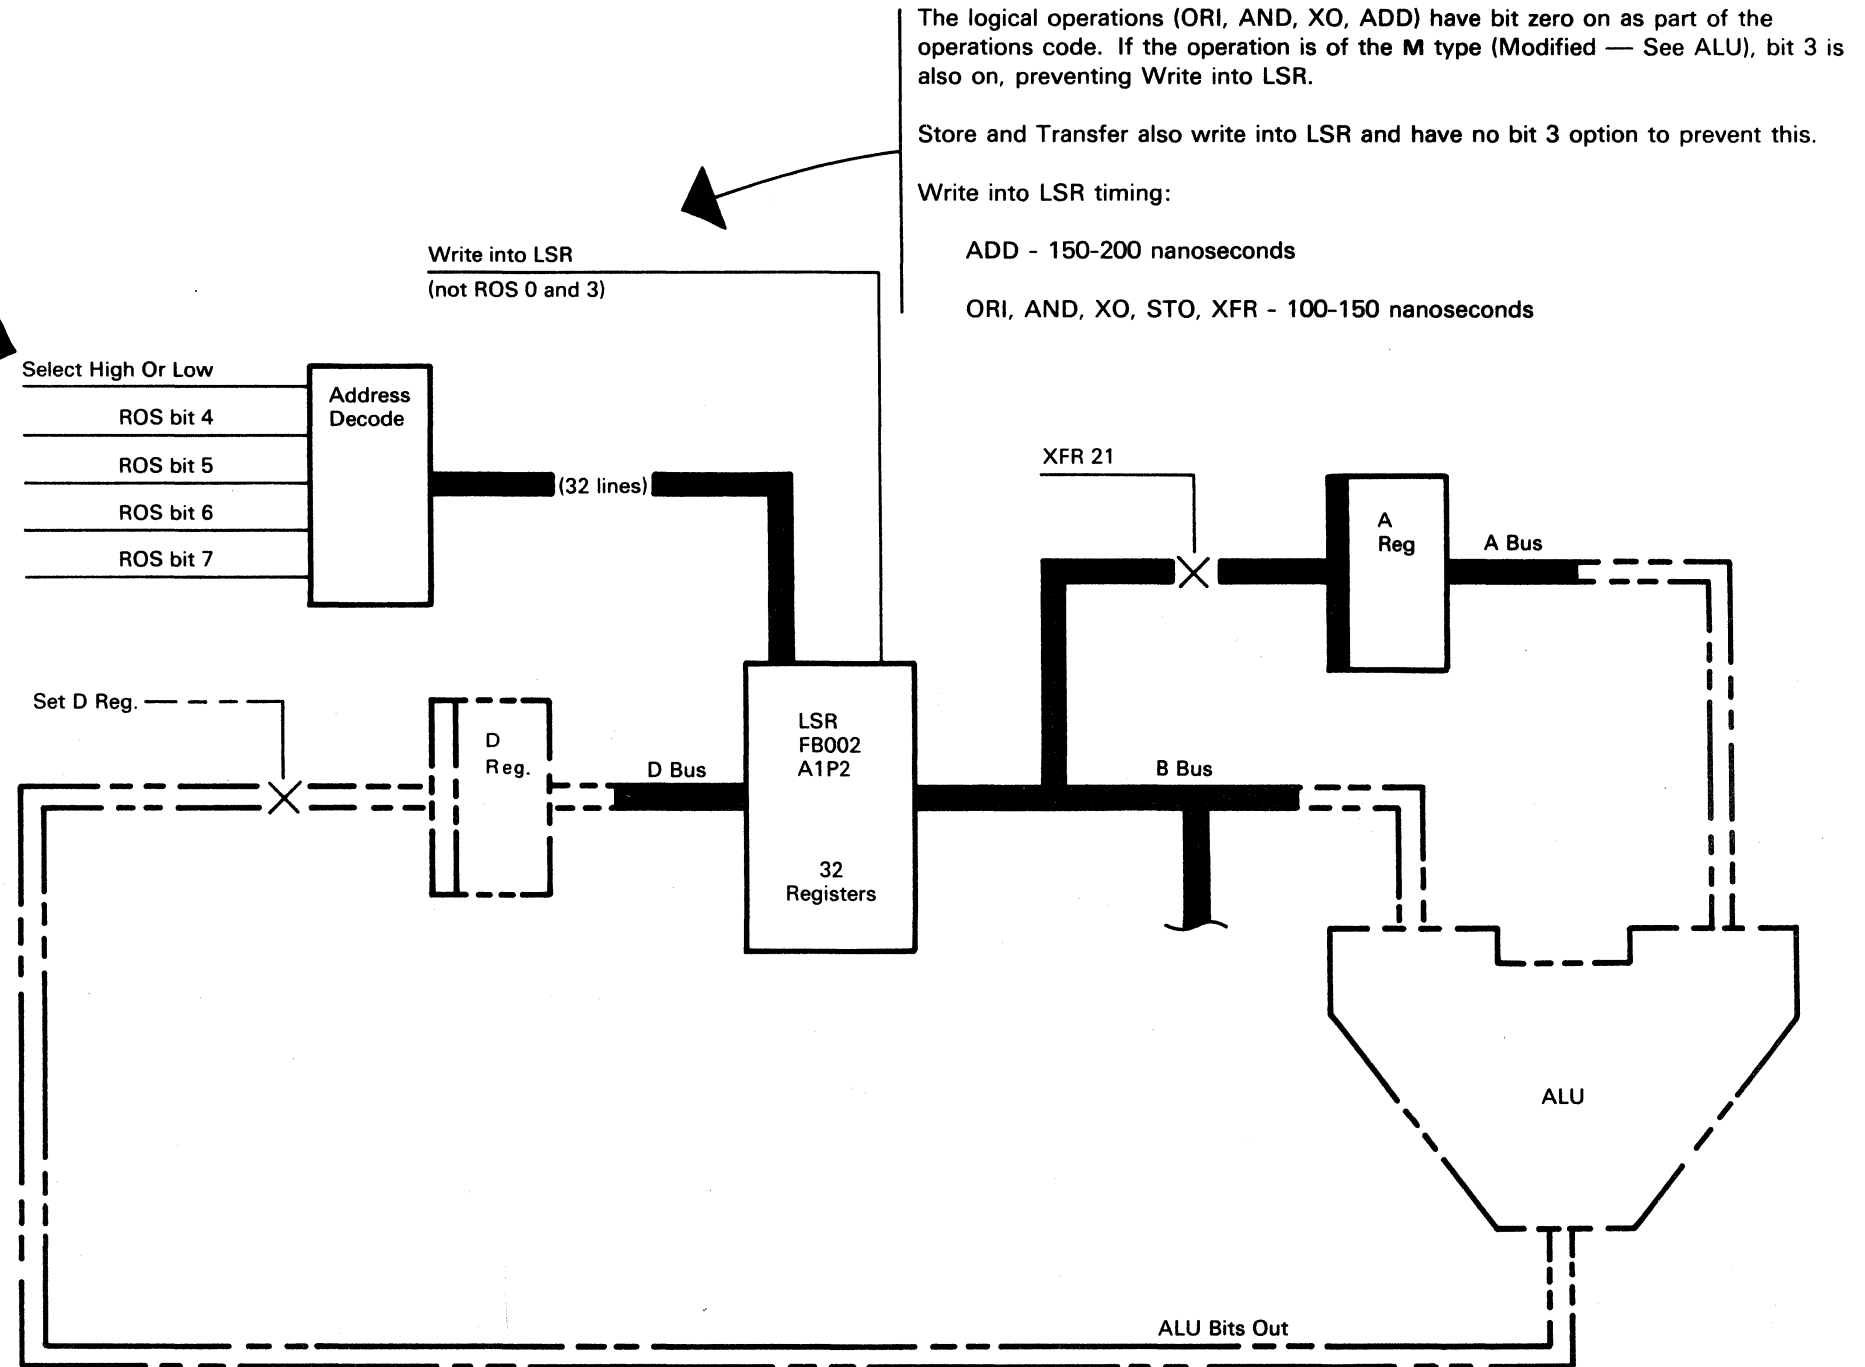 The logical operations (ORI, AND, XO, ADD) have bit zero on as part of the
operations code. If the operation is of the M type (Modified — See ALU), bit 3 is
also on, preventing Write into LSR.
Store and Transfer also write into LSR and have no bit 3 option to prevent this.
Write into LSR timing:
ADD - 150-200 nanoseconds
ORI, AND, XO, STO, XFR - 100-150 nanoseconds
Write into LSR
(not ROS 0 and 3)
Select High Or Low
ROS bit 4
ROS bit 5
ROS bit 6
ROS bit 7
Address
Decode
(32 lines)
XFR 21
A
Reg
A Bus
Set D Reg.
D
Reg.
D Bus
LSR
FB002
A1P2
32
Registers
B Bus
ALU
ALU Bits Out